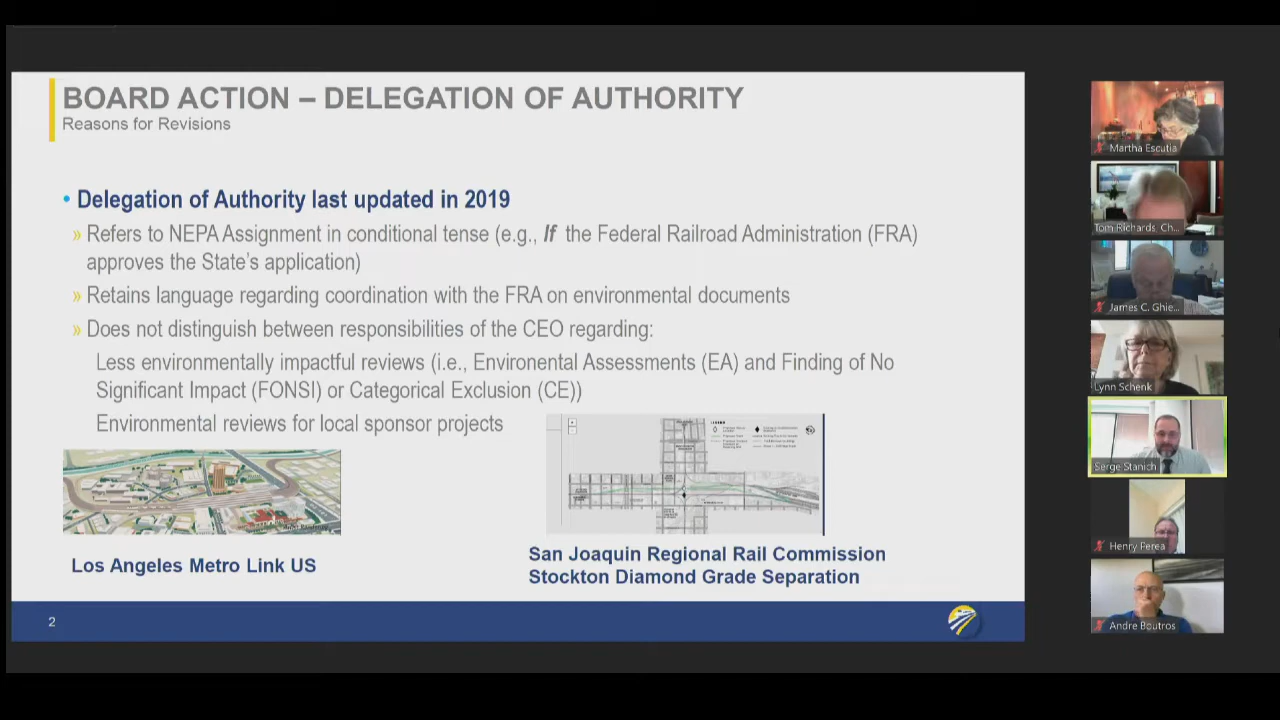 BOARD ACTION – DELEGATION OF AUTHORITY
Reasons for Revisions
• Delegation of Authority last updated in 2019
» Refers to NEPA Assignment in conditional tense (e.g., If the Federal Railroad Administration (FRA)
approves the State's application)
» Retains language regarding coordination with the FRA on environmental documents
» Does not distinguish between responsibilities of the CEO regarding:
Less environmentally impactful reviews (i.e., Environental Assessments (EA) and Finding of No
Significant Impact (FONSI) or Categorical Exclusion (CE))
Environmental reviews for local sponsor projects
Los Angeles Metro Link US
San Joaquin Regional Rail Commission
Stockton Diamond Grade Separation
2
Martha Escutia
Tom Richards, Ch...
James C. Ghie...
Lynn Schenk
Serge Stanich
Henry Perea
Andre Boutros